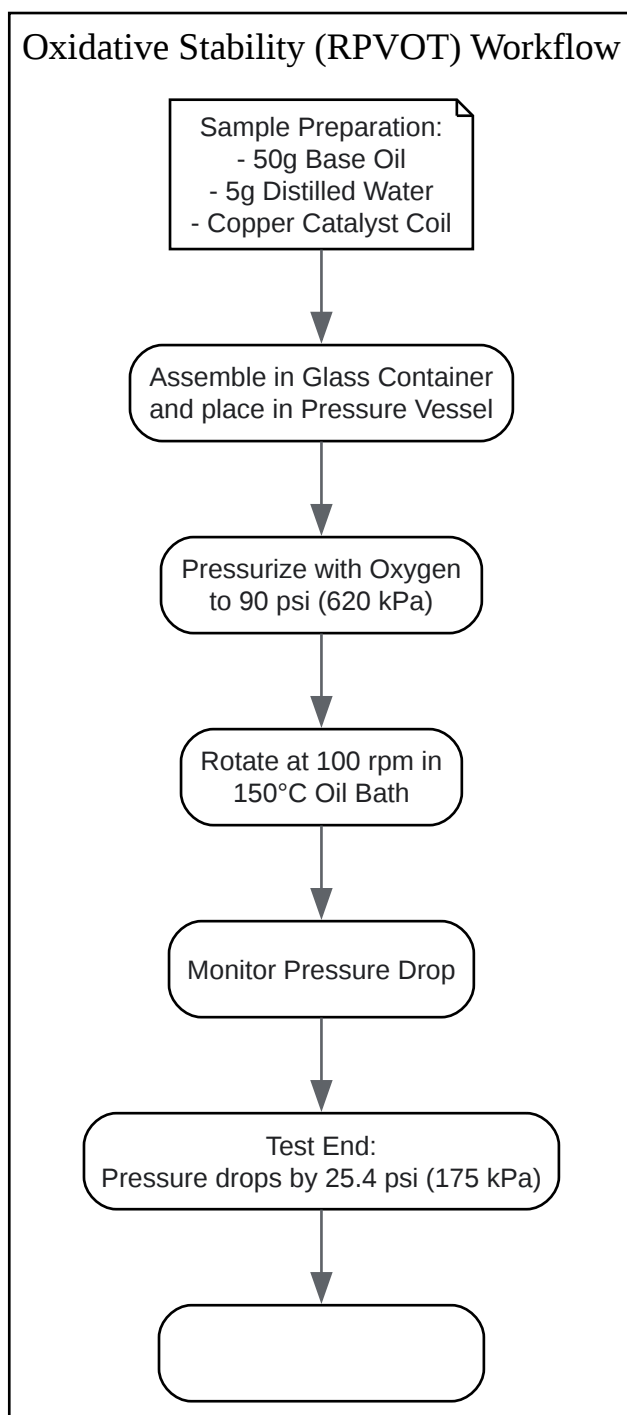 Oxidative Stability (RPVOT) Workflow
Sample Preparation:
- 50g Base Oil
- 5g Distilled Water
- Copper Catalyst Coil
Assemble in Glass Container
and place in Pressure Vessel
Pressurize with Oxygen
to 90 psi (620 kPa)
Rotate at 100 rpm in
150°C Oil Bath
Monitor Pressure Drop
Test End:
Pressure drops by 25.4 psi (175 kPa)